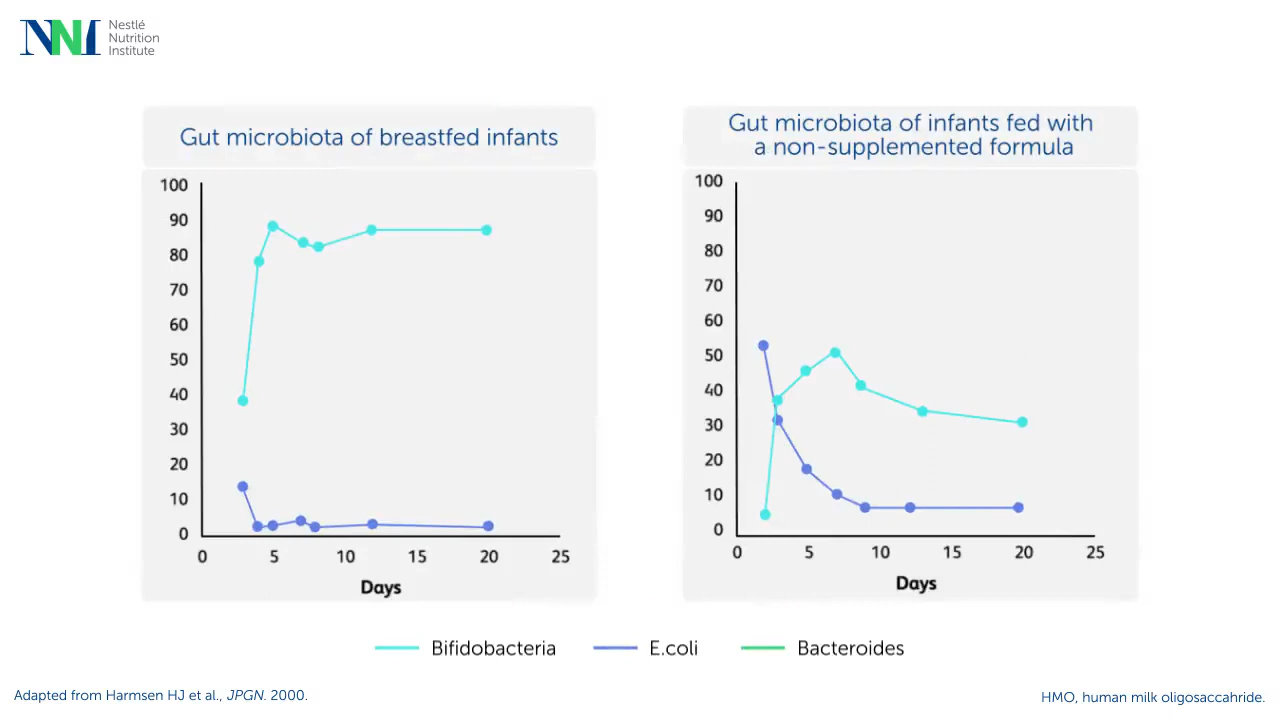 NNI
Nestlé
Nutrition
Institute
Gut microbiota of breastfed infants
100
90
80
70
60
50
40
30
20
10
0
0 5 10 15 20 25
Days
Gut microbiota of infants fed with
a non-supplemented formula
100
90
80
70
60
50
40
30
20
10
0
0 5 10 15 20 25
Days
Bifidobacteria E.coli Bacteroides
Adapted from Harmsen HJ et al., JPGN. 2000.
HMO, human milk oligosaccahride.